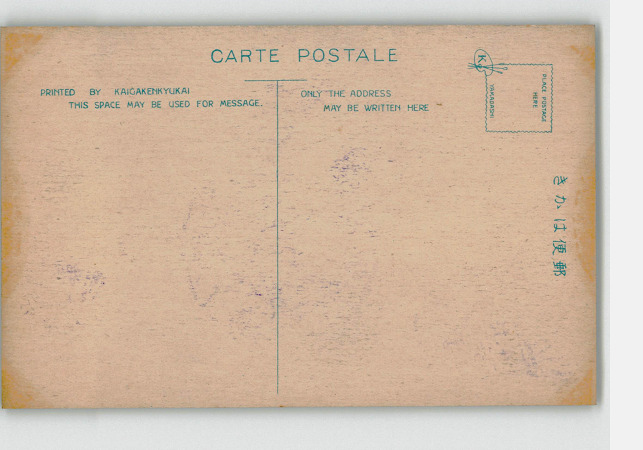 CARTE POSTALE
PRINTED BY KAIGAKENKYUKAI
THIS SPACE MAY BE USED FOR MESSAGE.
ONLY THE ADDRESS
MAY BE WRITTEN HERE
PLACE POSTAGE
HERE
WAKABASHI
きかは便郵